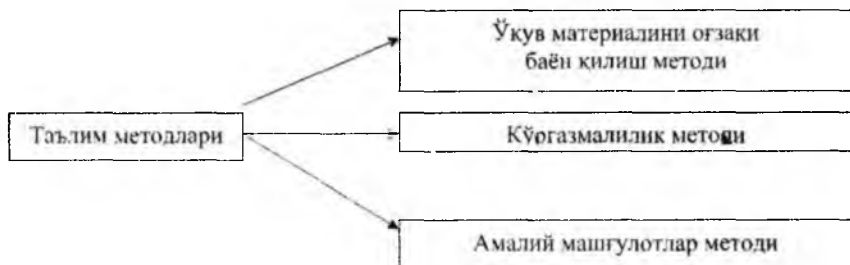 Ўқув материалини оғзаки
баён қилиш методи
Таълим методлари
Кўргазмалилик методи
Амалий машғулотлар методи